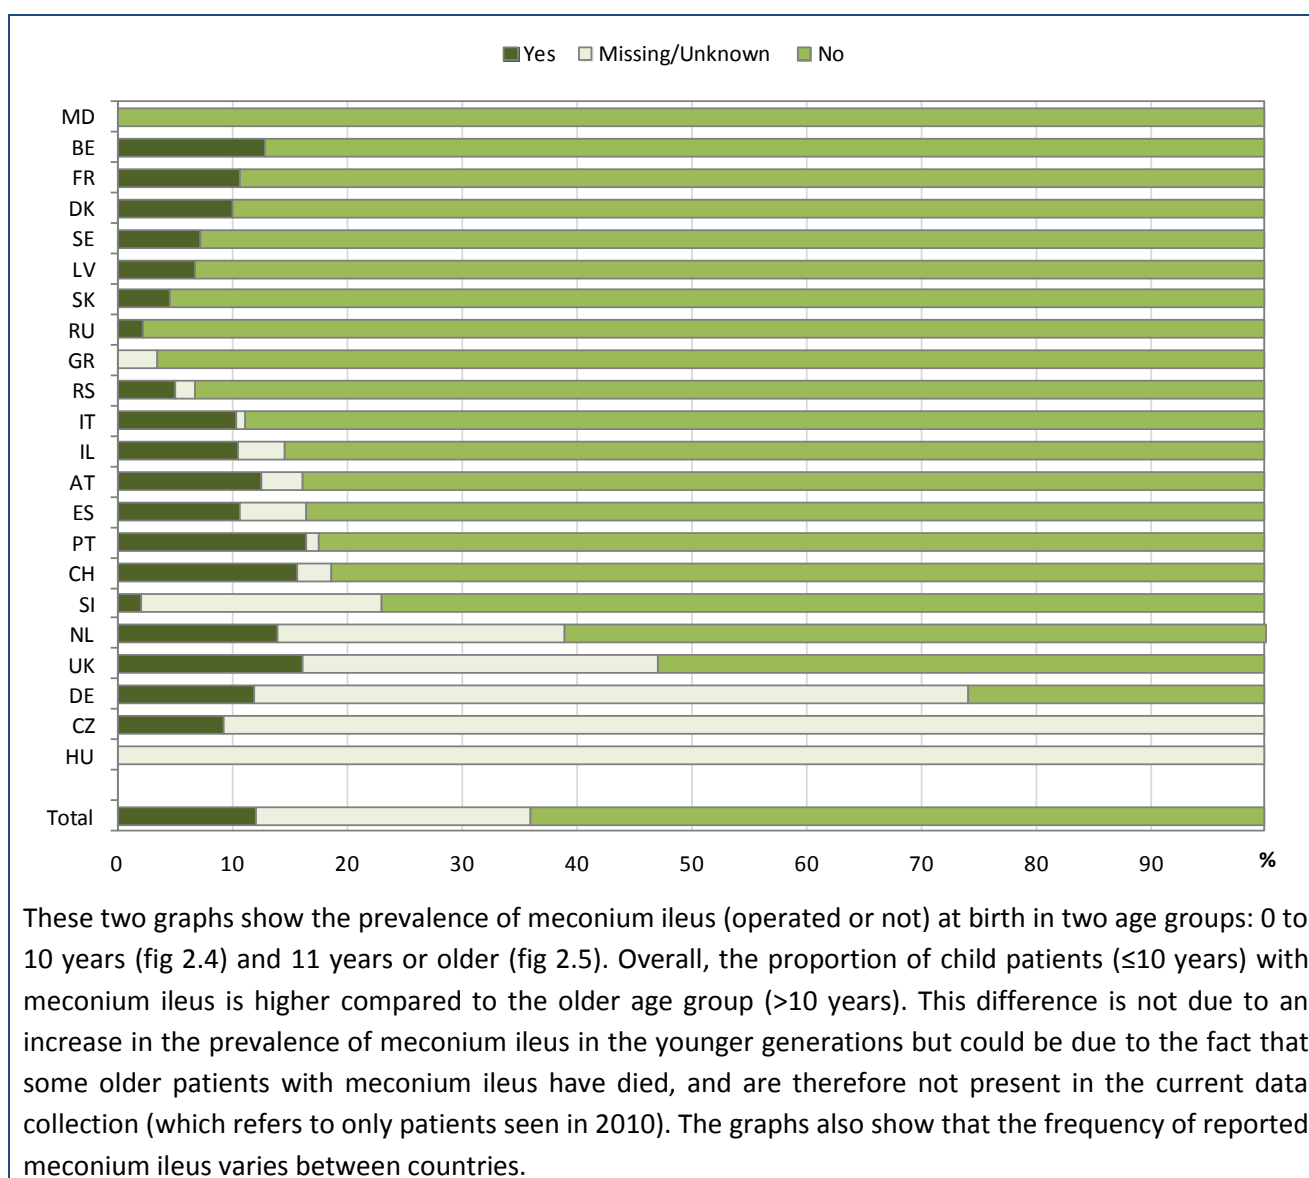 Yes Missing/Unknown No
MD
BE
FR
DK
SE
LV
SK
RU
GR
RS
IT
IL
AT
ES
PT
CH
SI
NL
UK
DE
CZ
HU
Total
0 10 20 30 40 50 60 70 80 90 %
These two graphs show the prevalence of meconium ileus (operated or not) at birth in two age groups: 0 to
10 years (fig 2.4) and 11 years or older (fig 2.5). Overall, the proportion of child patients (≤10 years) with
meconium ileus is higher compared to the older age group (>10 years). This difference is not due to an
increase in the prevalence of meconium ileus in the younger generations but could be due to the fact that
some older patients with meconium ileus have died, and are therefore not present in the current data
collection (which refers to only patients seen in 2010). The graphs also show that the frequency of reported
meconium ileus varies between countries.